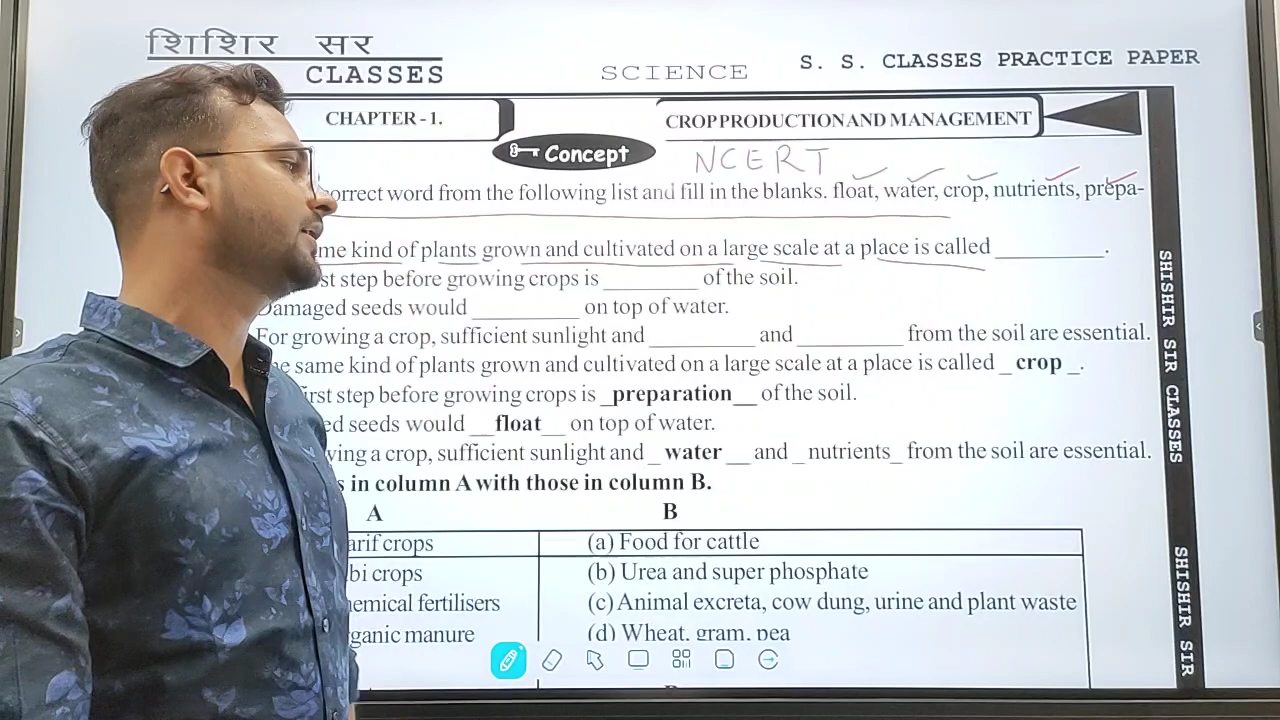 शिशिर सर
CLASSES
SCIENCE
S. S. CLASSES PRACTICE PAPER
CHAPTER - 1.
CROP PRODUCTION AND MANAGEMENT
Concept
NCERT
orrect word from the following list and fill in the blanks. float, water, crop, nutrients, prepa-
me kind of plants grown and cultivated on a large scale at a place is called __________.
st step before growing crops is _________ of the soil.
Damaged seeds would __________ on top of water.
For growing a crop, sufficient sunlight and __________ and __________ from the soil are essential.
e same kind of plants grown and cultivated on a large scale at a place is called _ crop _.
irst step before growing crops is _preparation__ of the soil.
ed seeds would __float_ on top of water.
ving a crop, sufficient sunlight and _ water __ and _ nutrients_ from the soil are essential.
s in column A with those in column B.
A B
arif crops (a) Food for cattle
bi crops (b) Urea and super phosphate
emical fertilisers (c) Animal excreta, cow dung, urine and plant waste
ganic manure (d) Wheat, gram, pea
SHISHIR SIR CLASSES
SHISHIR SIR